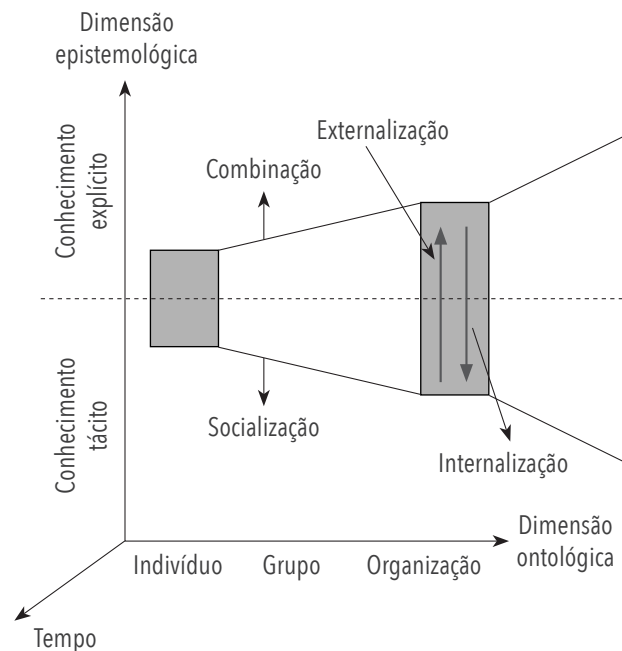 Dimensão
epistemológica
Externalização
Combinação
Conhecimento
explícito
Conhecimento
tácito
Socialização
Internalização
Indivíduo
Grupo
Organização
Dimensão
ontológica
Tempo